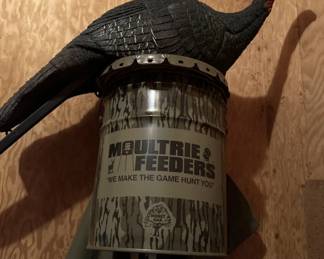 MOULTRIE
FEEDERS
"WE MAKE THE GAME HUNT YOU"